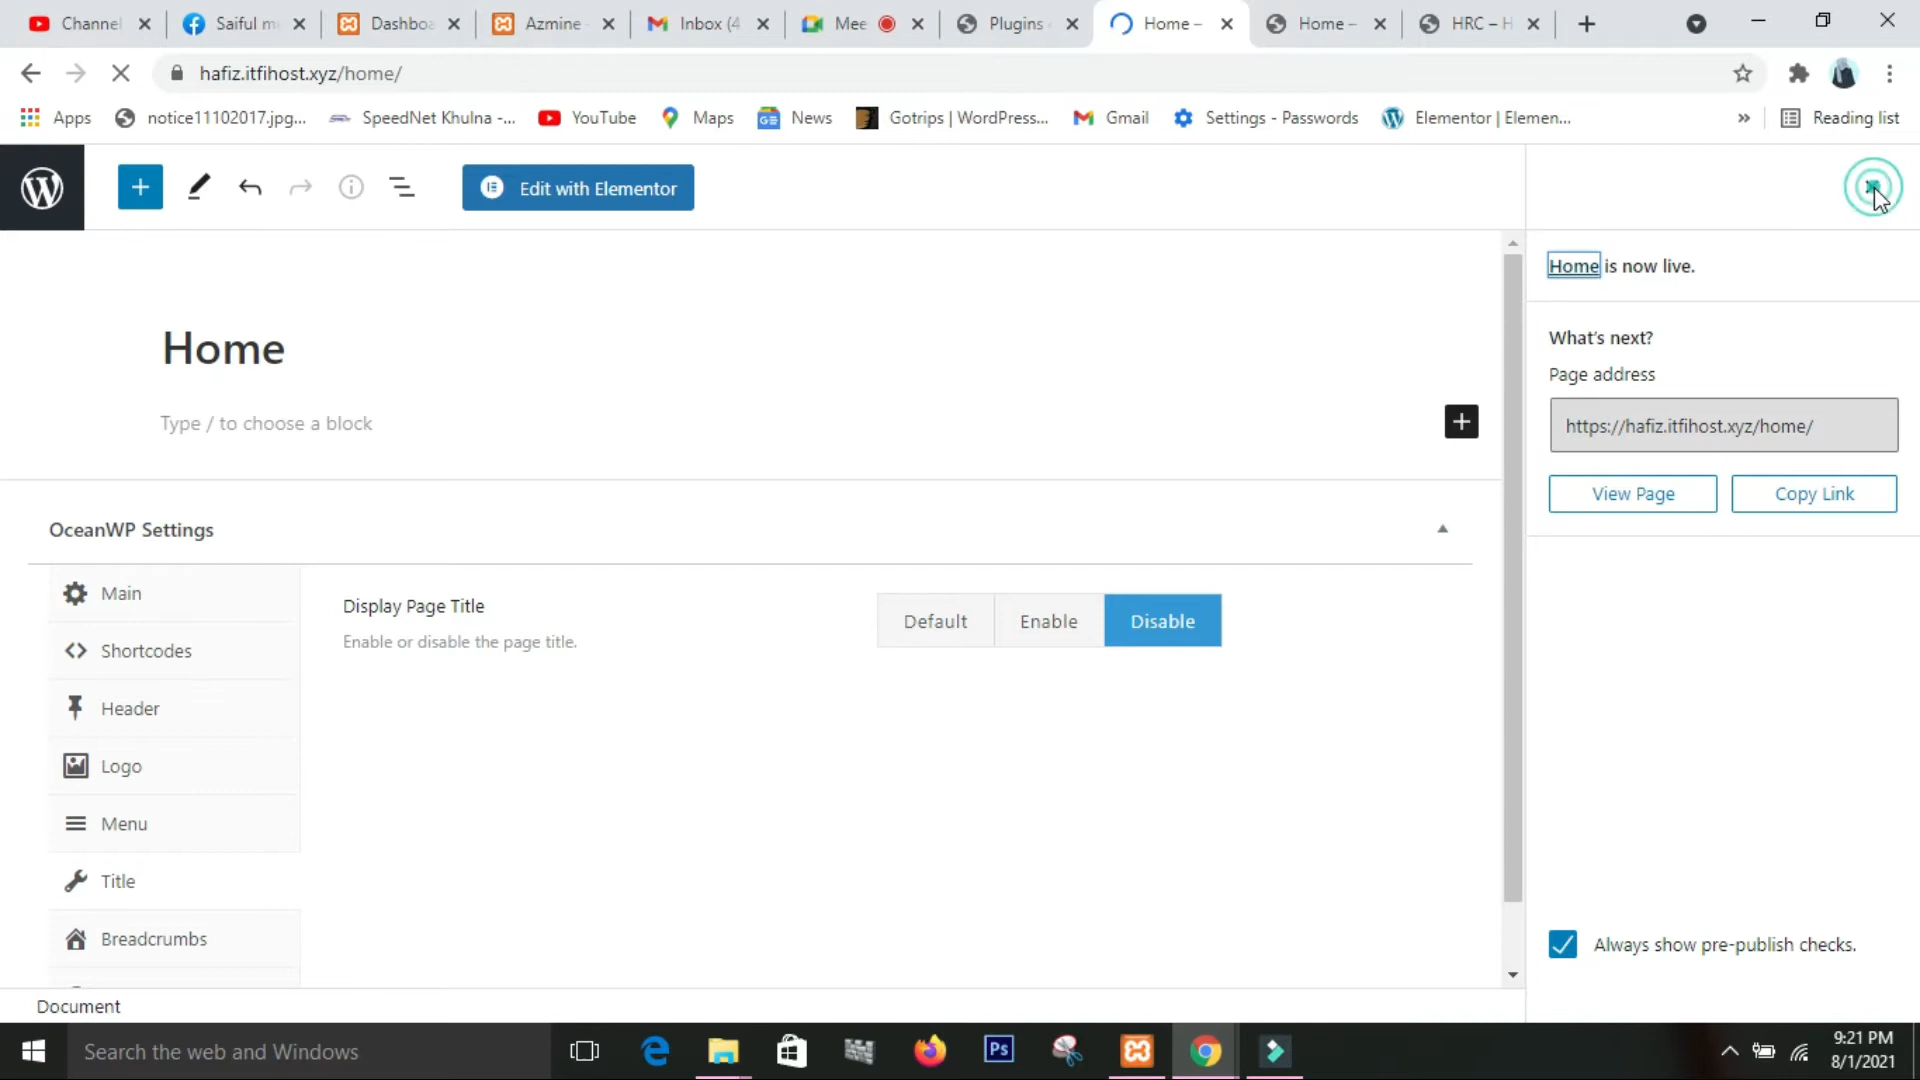 Channel
Saiful m
Dashboa
Azmine
Inbox (4
Mee
Plugins
Home –
Home –
HRC – H
hafiz.itfihost.xyz/home/
Apps
notice11102017.jpg...
SpeedNet Khulna -...
YouTube
Maps
News
Gotrips | WordPress...
Gmail
Settings - Passwords
Elementor | Elemen...
»
Reading list
Edit with Elementor
Home is now live.
Home
What's next?
Page address
Type / to choose a block
https://hafiz.itfihost.xyz/home/
View Page
Copy Link
OceanWP Settings
Main
Display Page Title
Default
Enable
Disable
Enable or disable the page title.
Shortcodes
Header
Logo
Menu
Title
Breadcrumbs
Always show pre-publish checks.
Document
Search the web and Windows
Ps
9:21 PM
8/1/2021